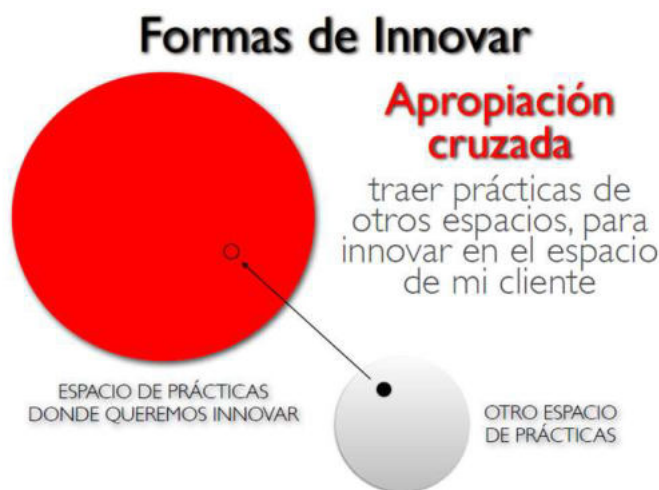 Formas de Innovar
Apropiación
cruzada
traer prácticas de
otros espacios, para
innovar en el espacio
de mi cliente
ESPACIO DE PRÁCTICAS
DONDE QUEREMOS INNOVAR
OTRO ESPACIO
DE PRÁCTICAS